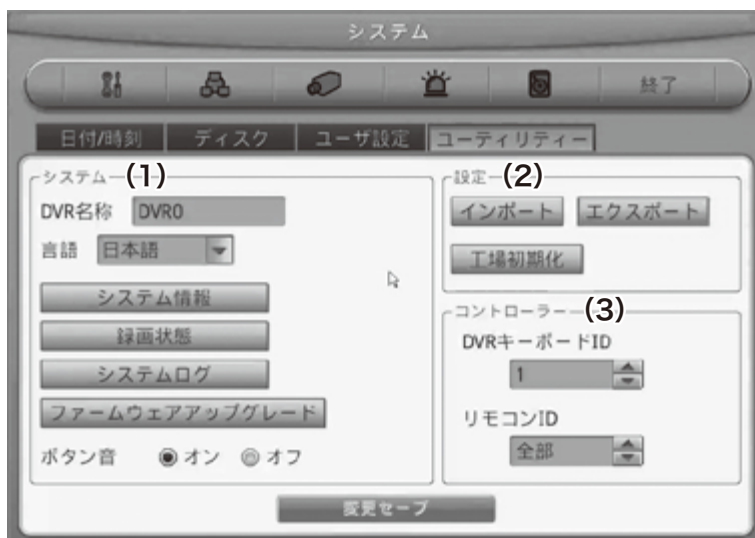 システム
終了
日付/時刻 ディスク ユーザ設定 ユーティリティー
システム (1)
DVR名称 DVR0
言語 日本語
システム情報
録画状態
システムログ
ファームウェアアップグレード
ボタン音 オン オフ
設定 (2)
インポート エクスポート
工場初期化
コントローラー (3)
DVRキーボードID
1
リモコンID
全部
変更セーブ